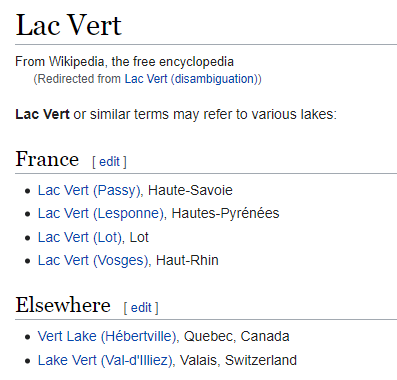 Lac Vert
From Wikipedia, the free encyclopedia
(Redirected from Lac Vert (disambiguation))
Lac Vert or similar terms may refer to various lakes:
France [ edit ]
Lac Vert (Passy), Haute-Savoie
Lac Vert (Lesponne), Hautes-Pyrénées
Lac Vert (Lot), Lot
Lac Vert (Vosges), Haut-Rhin
Elsewhere [ edit ]
Vert Lake (Hébertville), Quebec, Canada
Lake Vert (Val-d'Illiez), Valais, Switzerland